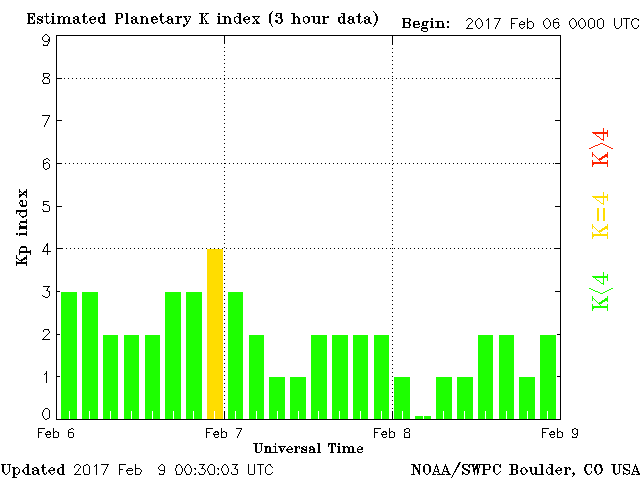 Estimated Planetary K index (3 hour data) Begin: 2017 Feb 06 0000 UTC
9
8
7
6
5
4
3
2
1
0
Kp index
K>4
K=4
K<4
Feb 6 Feb 7 Feb 8 Feb 9
Universal Time
Updated 2017 Feb 9 00:30:03 UTC NOAA/SWPC Boulder, CO USA